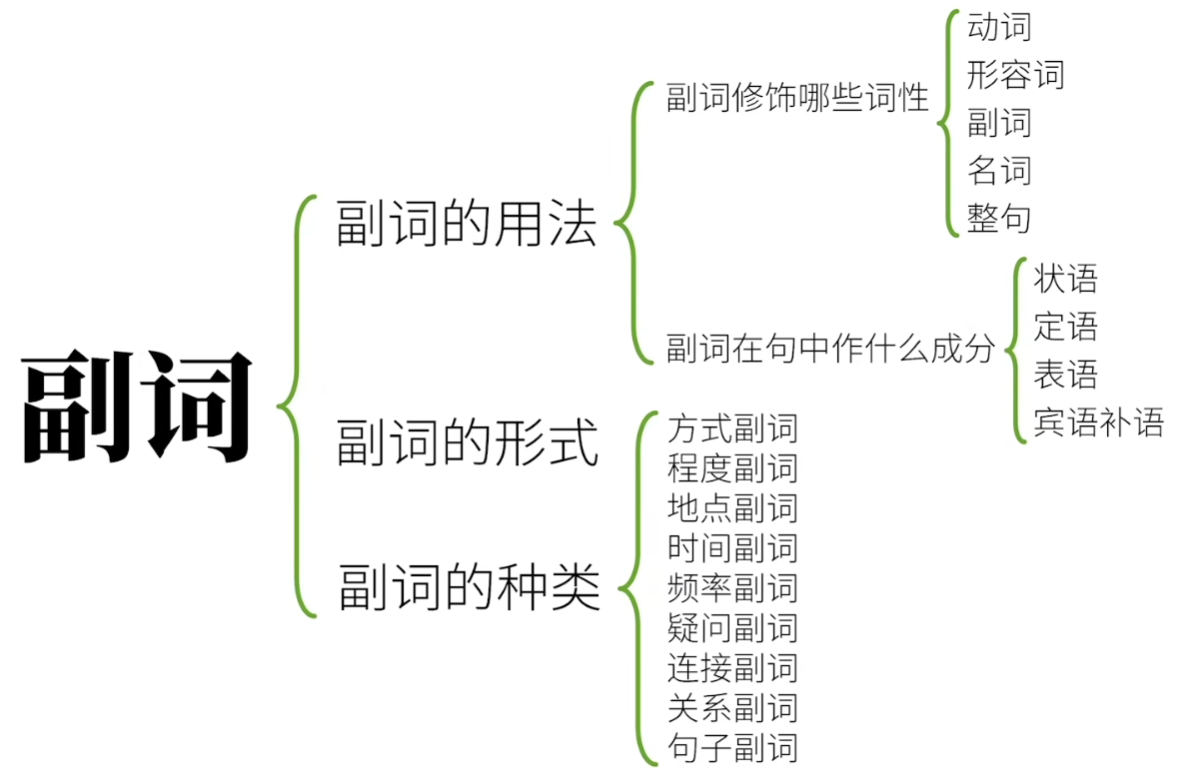 副词
副词的用法
副词修饰哪些词性
动词
形容词
副词
名词
整句
副词在句中作什么成分
状语
定语
表语
宾语补语
副词的形式
副词的种类
方式副词
程度副词
地点副词
时间副词
频率副词
疑问副词
连接副词
关系副词
句子副词